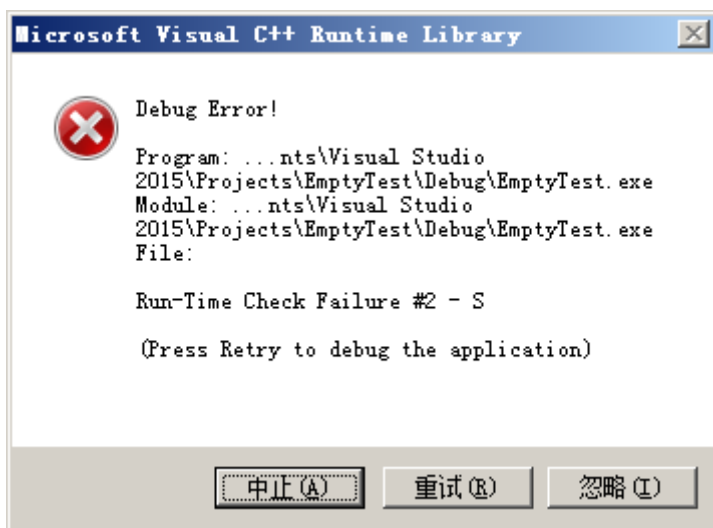 Microsoft Visual C++ Runtime Library
Debug Error!
Program: ...nts\Visual Studio
2015\Projects\EmptyTest\Debug\EmptyTest.exe
Module: ...nts\Visual Studio
2015\Projects\EmptyTest\Debug\EmptyTest.exe
File:
Run-Time Check Failure #2 - S
(Press Retry to debug the application)
中止(A) 重试(R) 忽略(I)